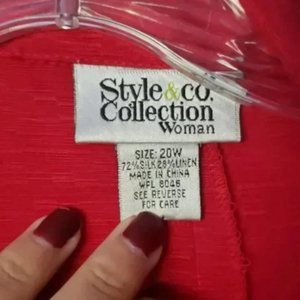 Style&co.
Collection
Woman
SIZE: 20W
72%SILK 28%LINEN
MADE IN CHINA
WPL 8046
SEE REVERSE
FOR CARE